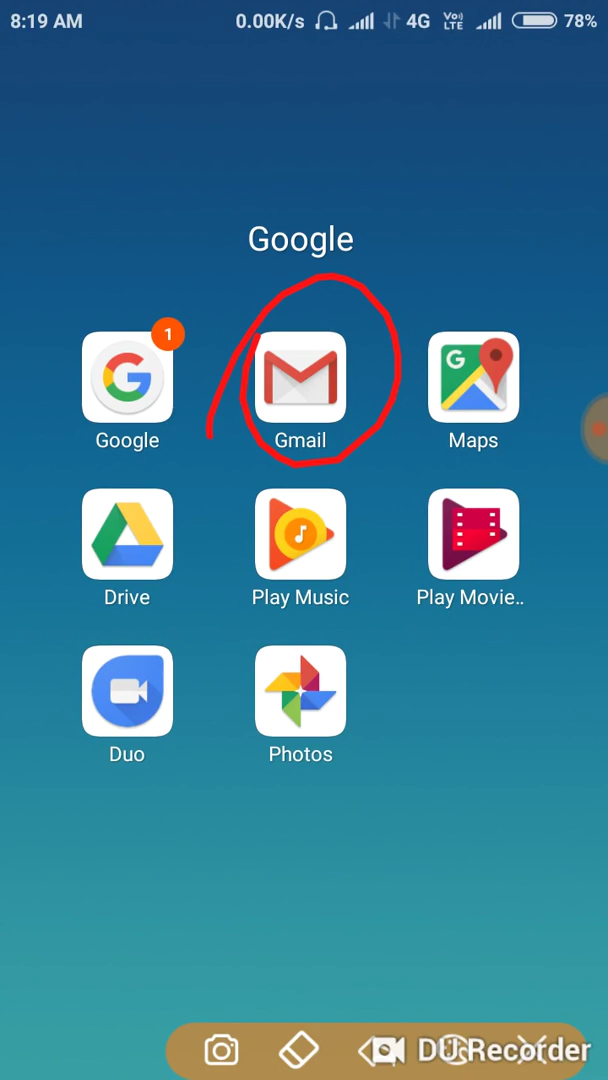 8:19 AM 0.00K/s 4G Vo) LTE 78%
Google
1
Google Gmail Maps
Drive Play Music Play Movie..
Duo Photos
DU Recorder